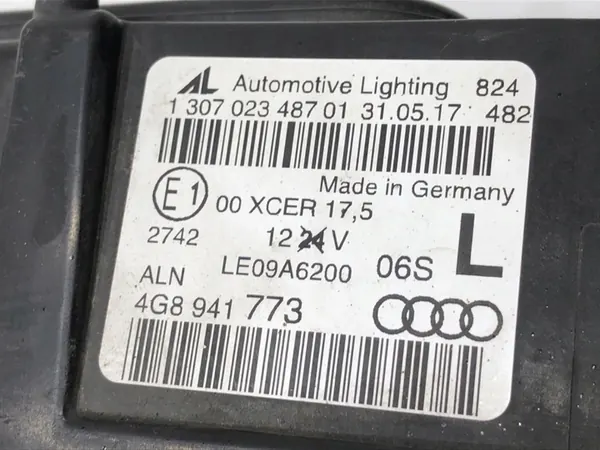 AL Automotive Lighting 824
1 307 023 487 01 31.05.17 482
Made in Germany
E1 00 XCER 17,5
2742 12 24 V
LE09A6200 06S L
ALN
4G8 941 773